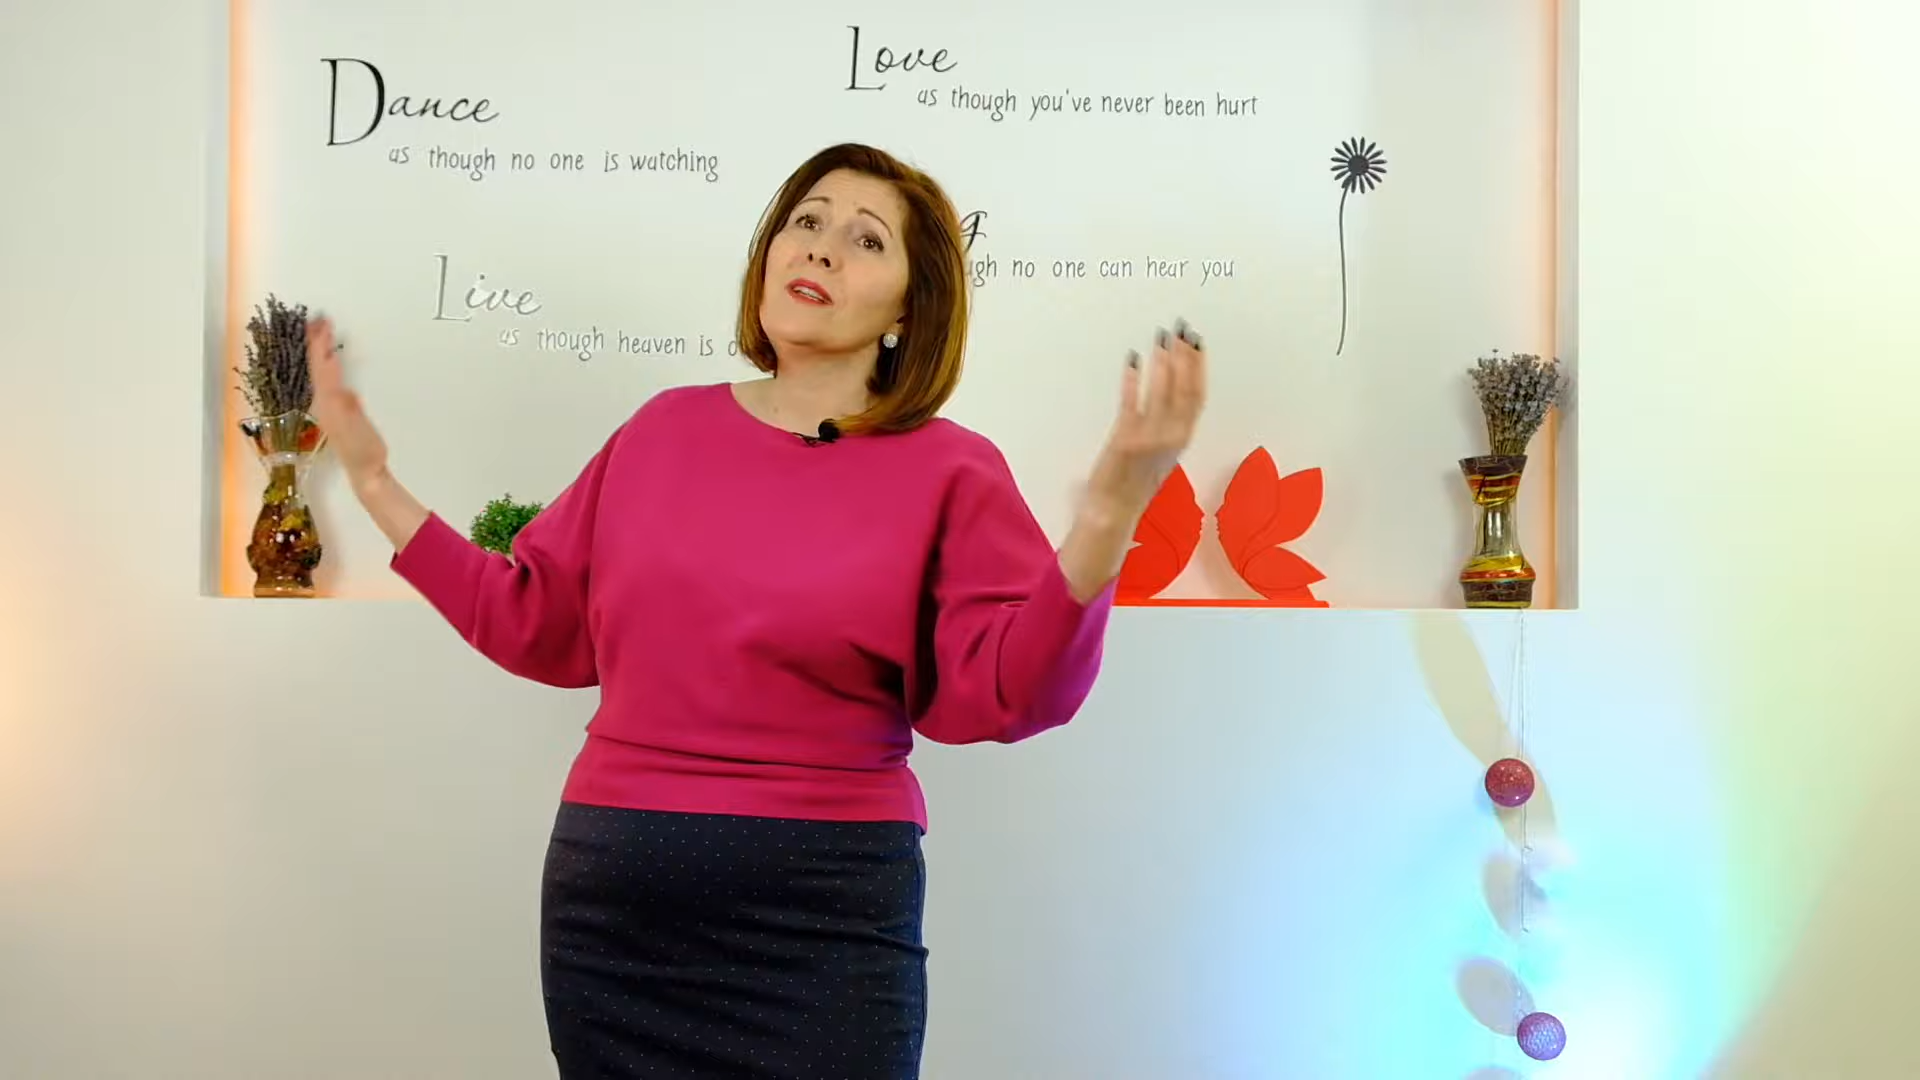 Dance
as though no one is watching
Love
as though you've never been hurt
no one can hear you
Live
as though heaven is